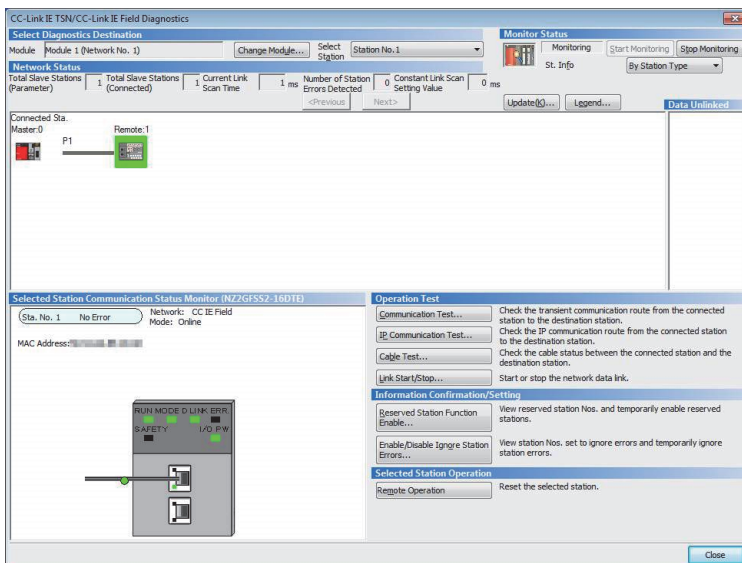 CC-Link IE TSN/CC-Link IE Field Diagnostics
Select Diagnostics Destination
Module Module 1 (Network No. 1) Change Module... Select Station Station No.1
Monitor Status
Monitoring Start Monitoring Stop Monitoring
St. Info By Station Type
Network Status
Total Slave Stations (Parameter) 1 Total Slave Stations (Connected) 1 Current Link Scan Time 1 ms Number of Station Errors Detected 0 Constant Link Scan Setting Value 0 ms
<Previous Next>
Update(K)... Legend...
Data Unlinked
Connected Sta.
Master:0 Remote:1
P1
Selected Station Communication Status Monitor (NZ2GFSS2-16DTE)
Sta. No. 1 No Error
Network: CC IE Field
Mode: Online
MAC Address:
RUN MODE D LINK ERR.
SAFETY I/O PW
Operation Test
Communication Test...
Check the transient communication route from the connected
station to the destination station.
IP Communication Test...
Check the IP communication route from the connected station
to the destination station.
Cable Test...
Check the cable status between the connected station and the
destination station.
Link Start/Stop...
Start or stop the network data link.
Information Confirmation/Setting
Reserved Station Function
Enable...
View reserved station Nos. and temporarily enable reserved
stations.
Enable/Disable Ignore Station
Errors...
View station Nos. set to ignore errors and temporarily ignore
station errors.
Selected Station Operation
Remote Operation
Reset the selected station.
Close